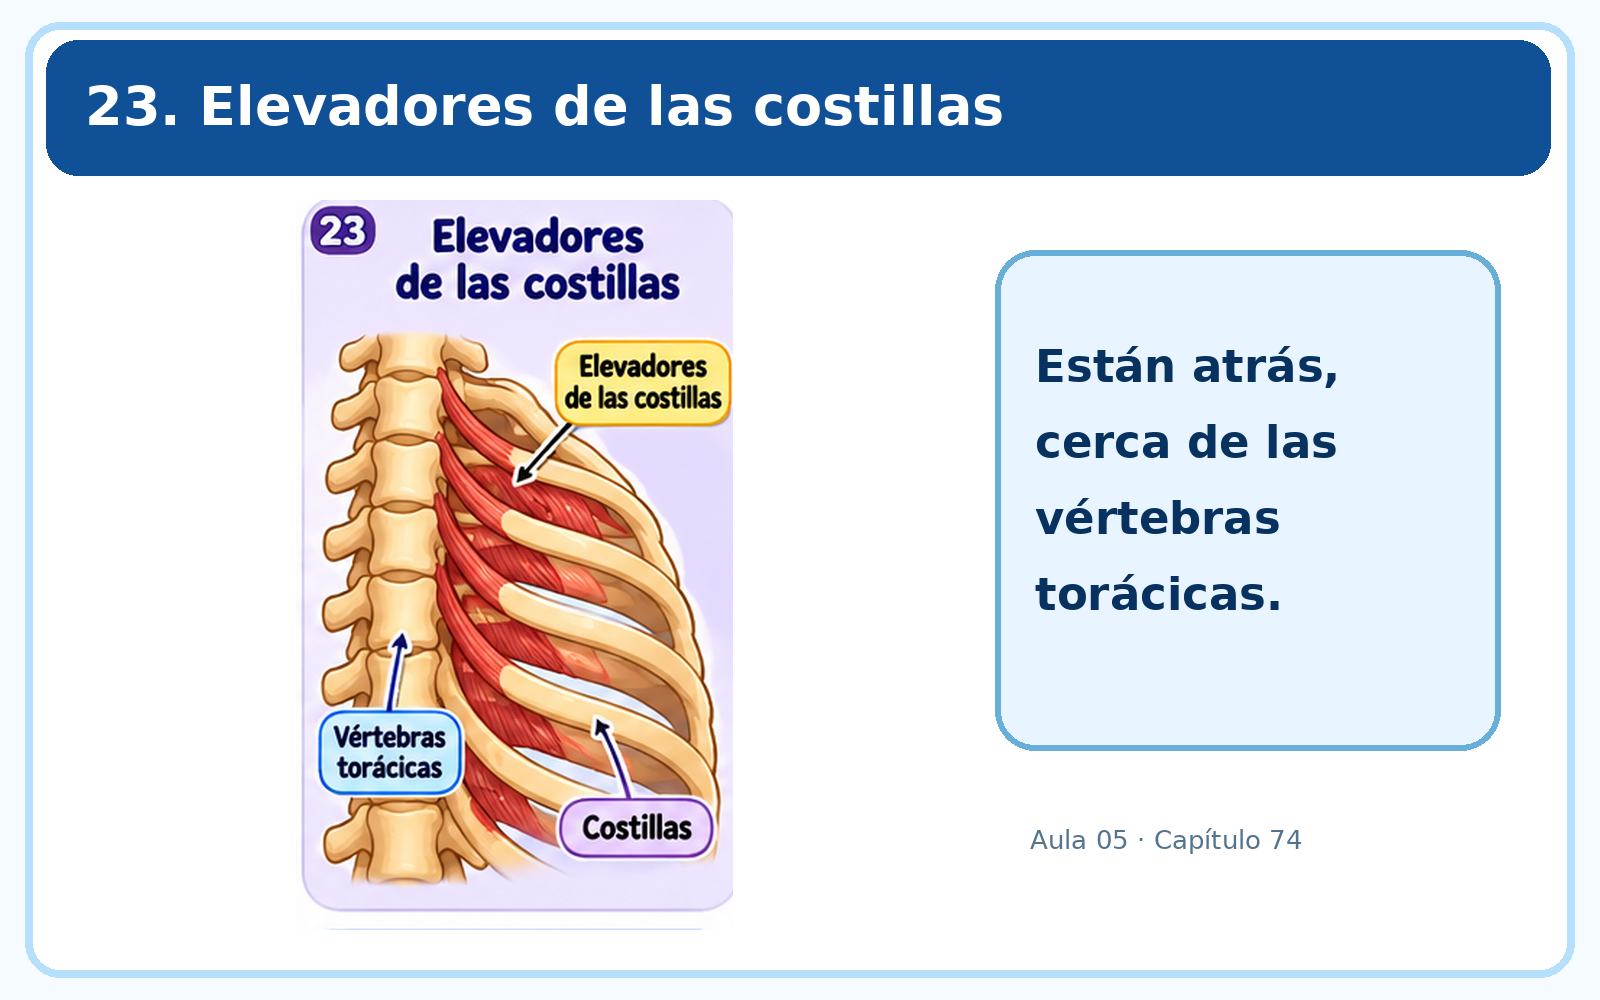 23. Elevadores de las costillas
23
Elevadores
de las costillas
Elevadores
de las costillas
Vértebras
torácicas
Costillas
Están atrás,
cerca de las
vértebras
torácicas.
Aula 05 · Capítulo 74